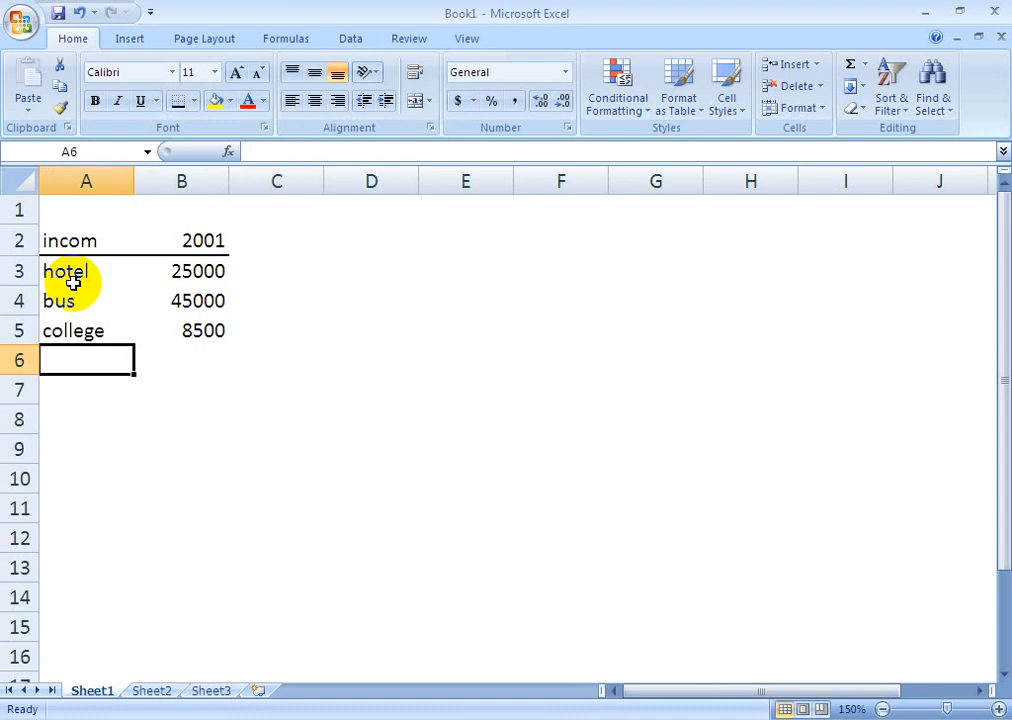 Book1 - Microsoft Excel
Home Insert Page Layout Formulas Data Review View
Paste
Calibri 11
B I U A
General
$ % ,
Conditional Formatting
Format as Table
Cell Styles
Insert
Delete
Format
Σ
Sort & Filter
Find & Select
Clipboard Font Alignment Number Styles Cells Editing
A6 fx
A B C D E F G H I J
1
2 incom 2001
3 hotel 25000
4 bus 45000
5 college 8500
6
7
8
9
10
11
12
13
14
15
16
Sheet1 Sheet2 Sheet3
Ready 150%